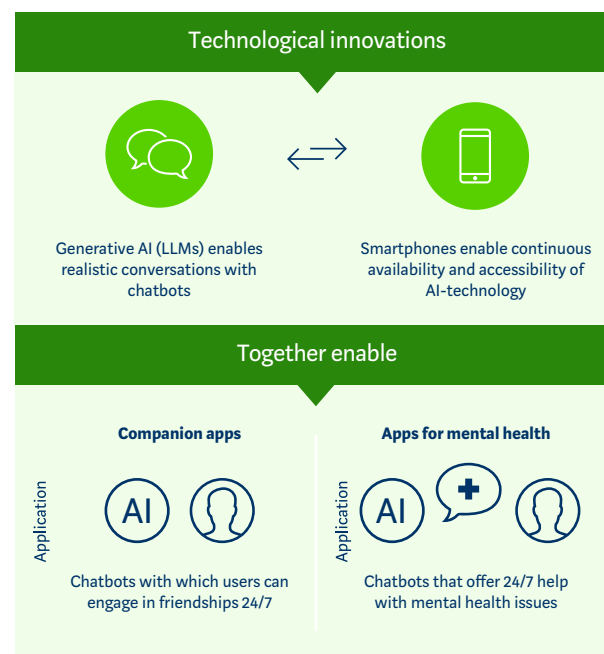 Technological innovations
Generative AI (LLMs) enables
realistic conversations with
chatbots
Smartphones enable continuous
availability and accessibility of
AI-technology
Together enable
Companion apps
Application
AI
Chatbots with which users can
engage in friendships 24/7
Apps for mental health
Application
AI
Chatbots that offer 24/7 help
with mental health issues